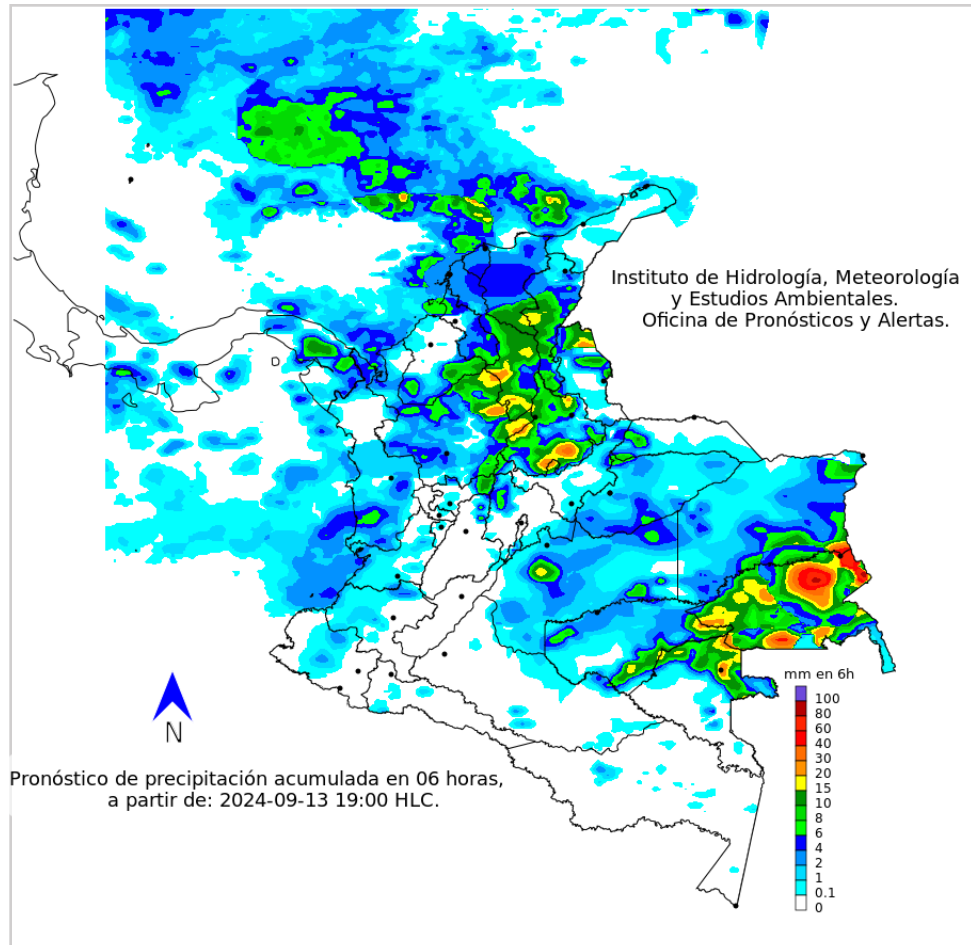 Instituto de Hidrología, Meteorología
y Estudios Ambientales.
Oficina de Pronósticos y Alertas.
mm en 6h
100
80
60
40
30
20
15
10
8
6
4
2
1
0.1
0
N
Pronóstico de precipitación acumulada en 06 horas,
a partir de: 2024-09-13 19:00 HLC.